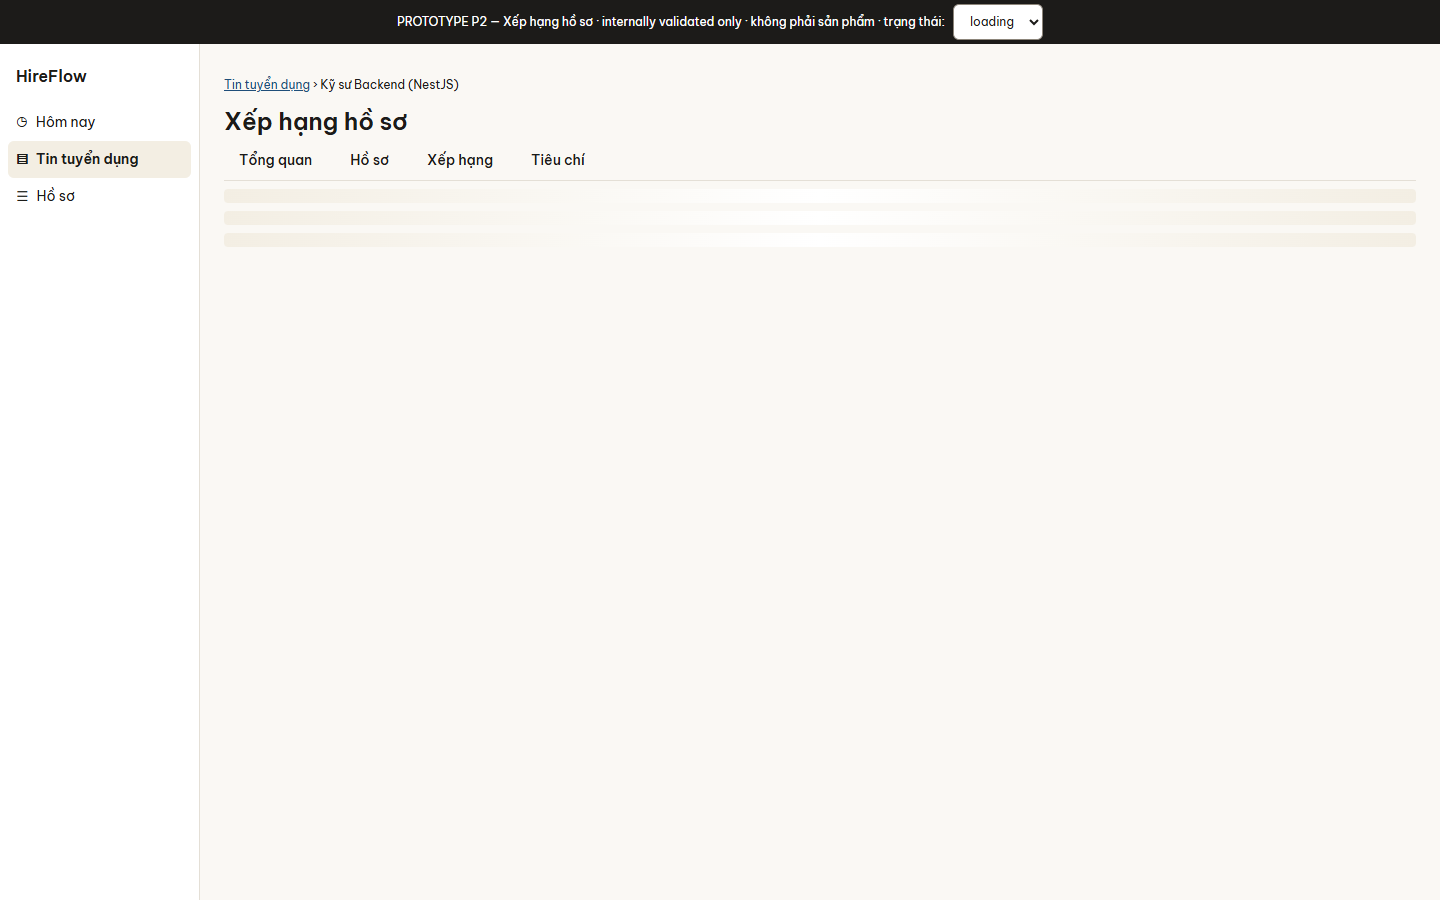 PROTOTYPE P2 — Xếp hạng hồ sơ · internally validated only · không phải sản phẩm · trạng thái: loading
HireFlow
Hôm nay
Tin tuyển dụng
Hồ sơ
Tin tuyển dụng › Kỹ sư Backend (NestJS)
Xếp hạng hồ sơ
Tổng quan Hồ sơ Xếp hạng Tiêu chí